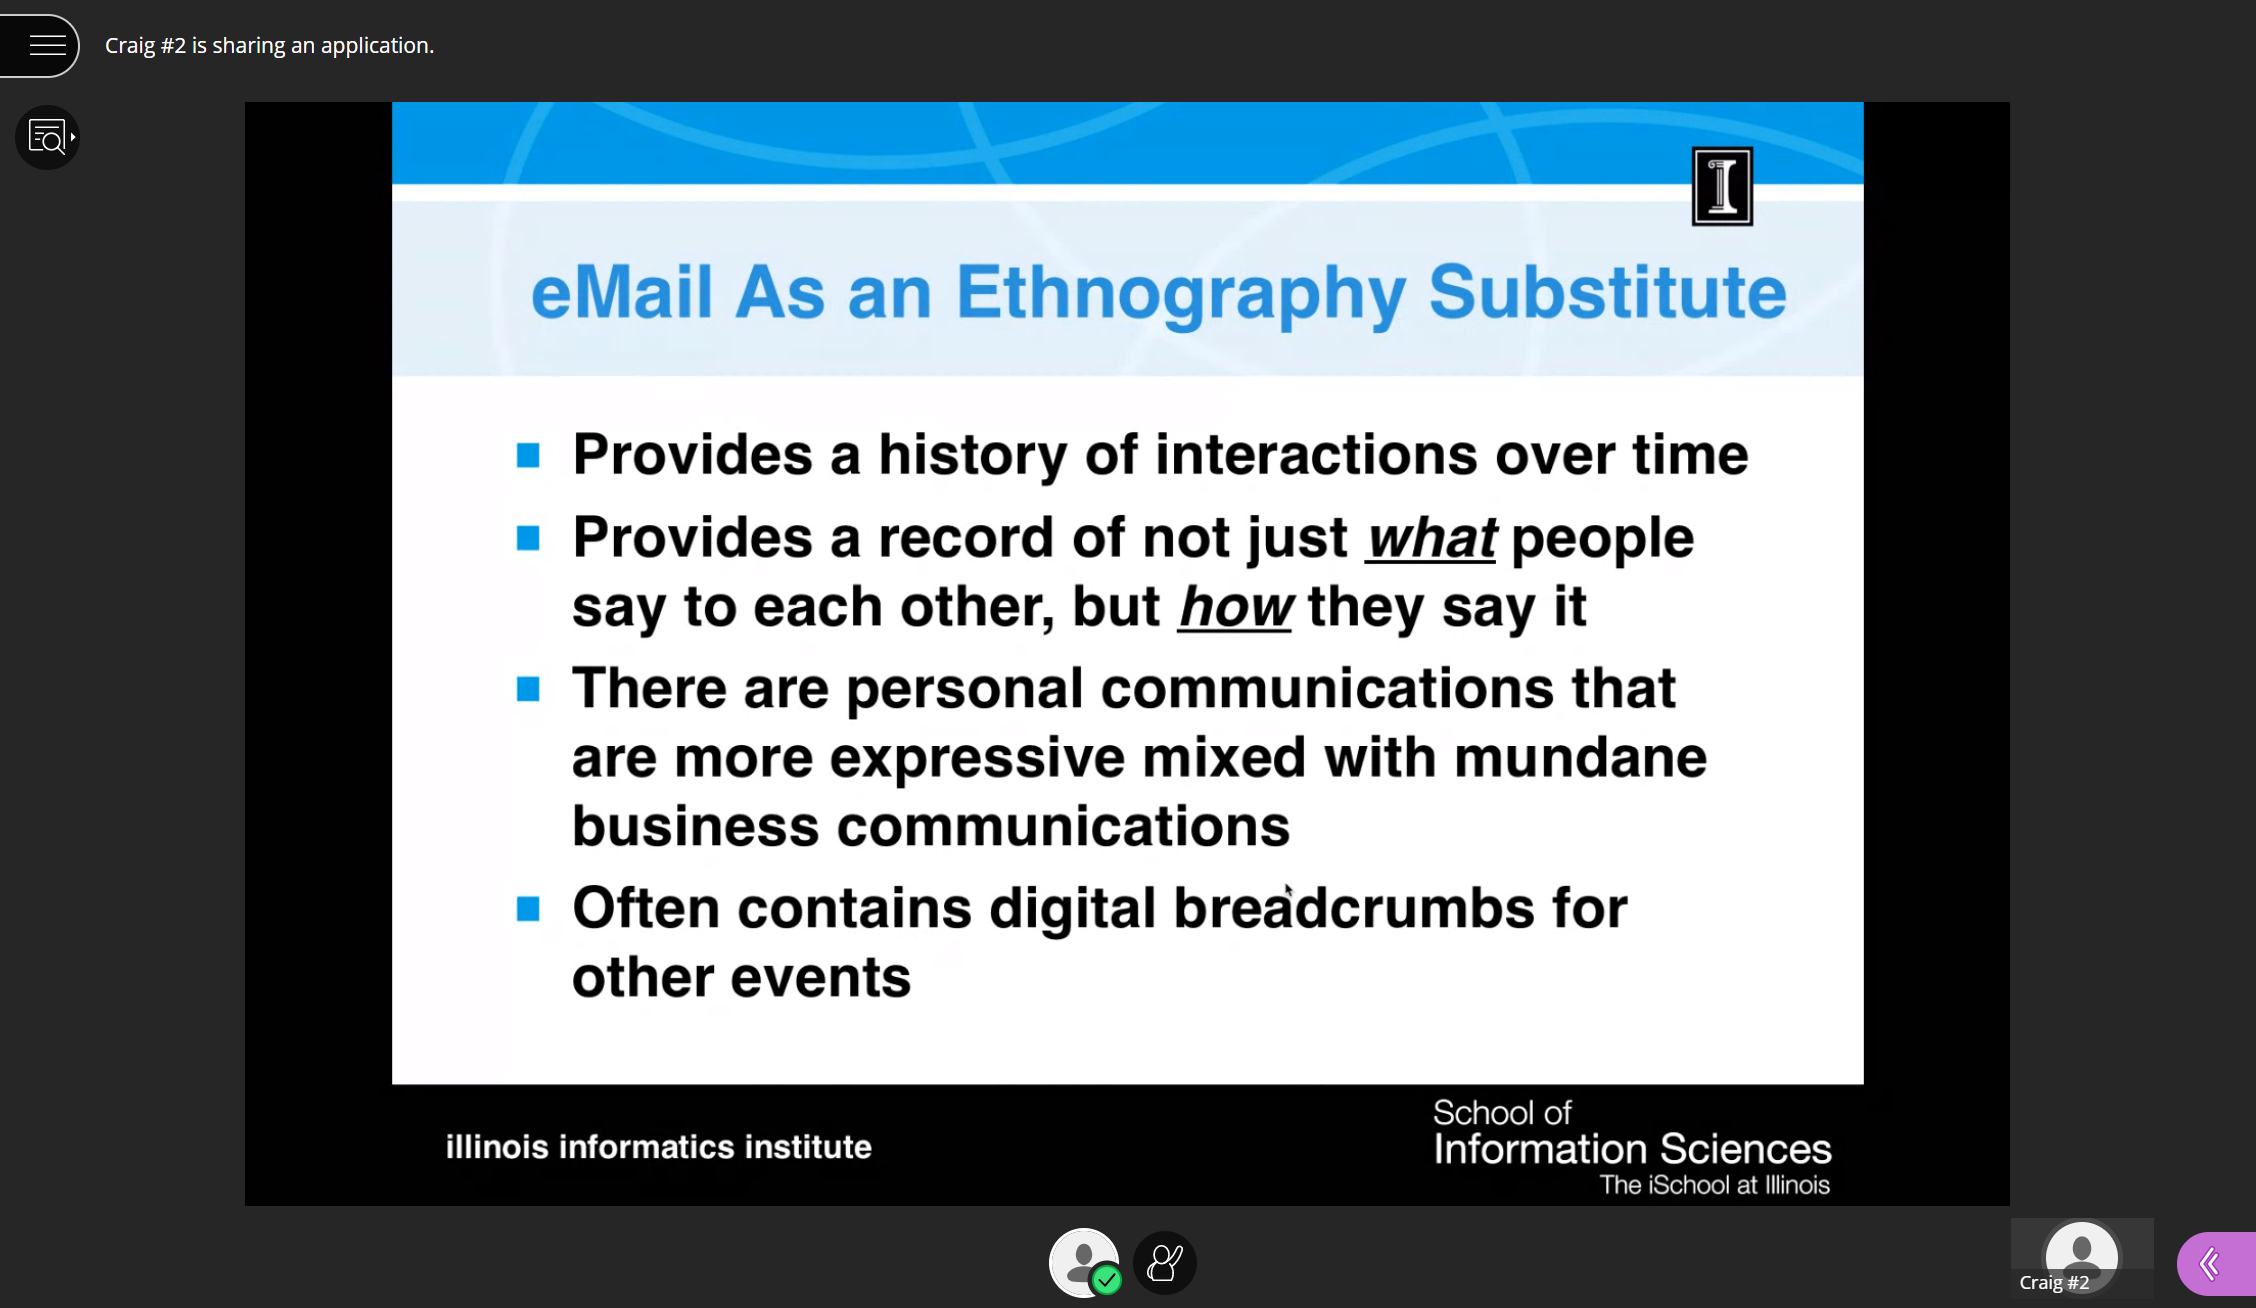 Craig #2 is sharing an application.
eMail As an Ethnography Substitute
Provides a history of interactions over time
Provides a record of not just what people
say to each other, but how they say it
There are personal communications that
are more expressive mixed with mundane
business communications
Often contains digital breadcrumbs for
other events
illinois informatics institute
School of
Information Sciences
The iSchool at Illinois
Craig #2